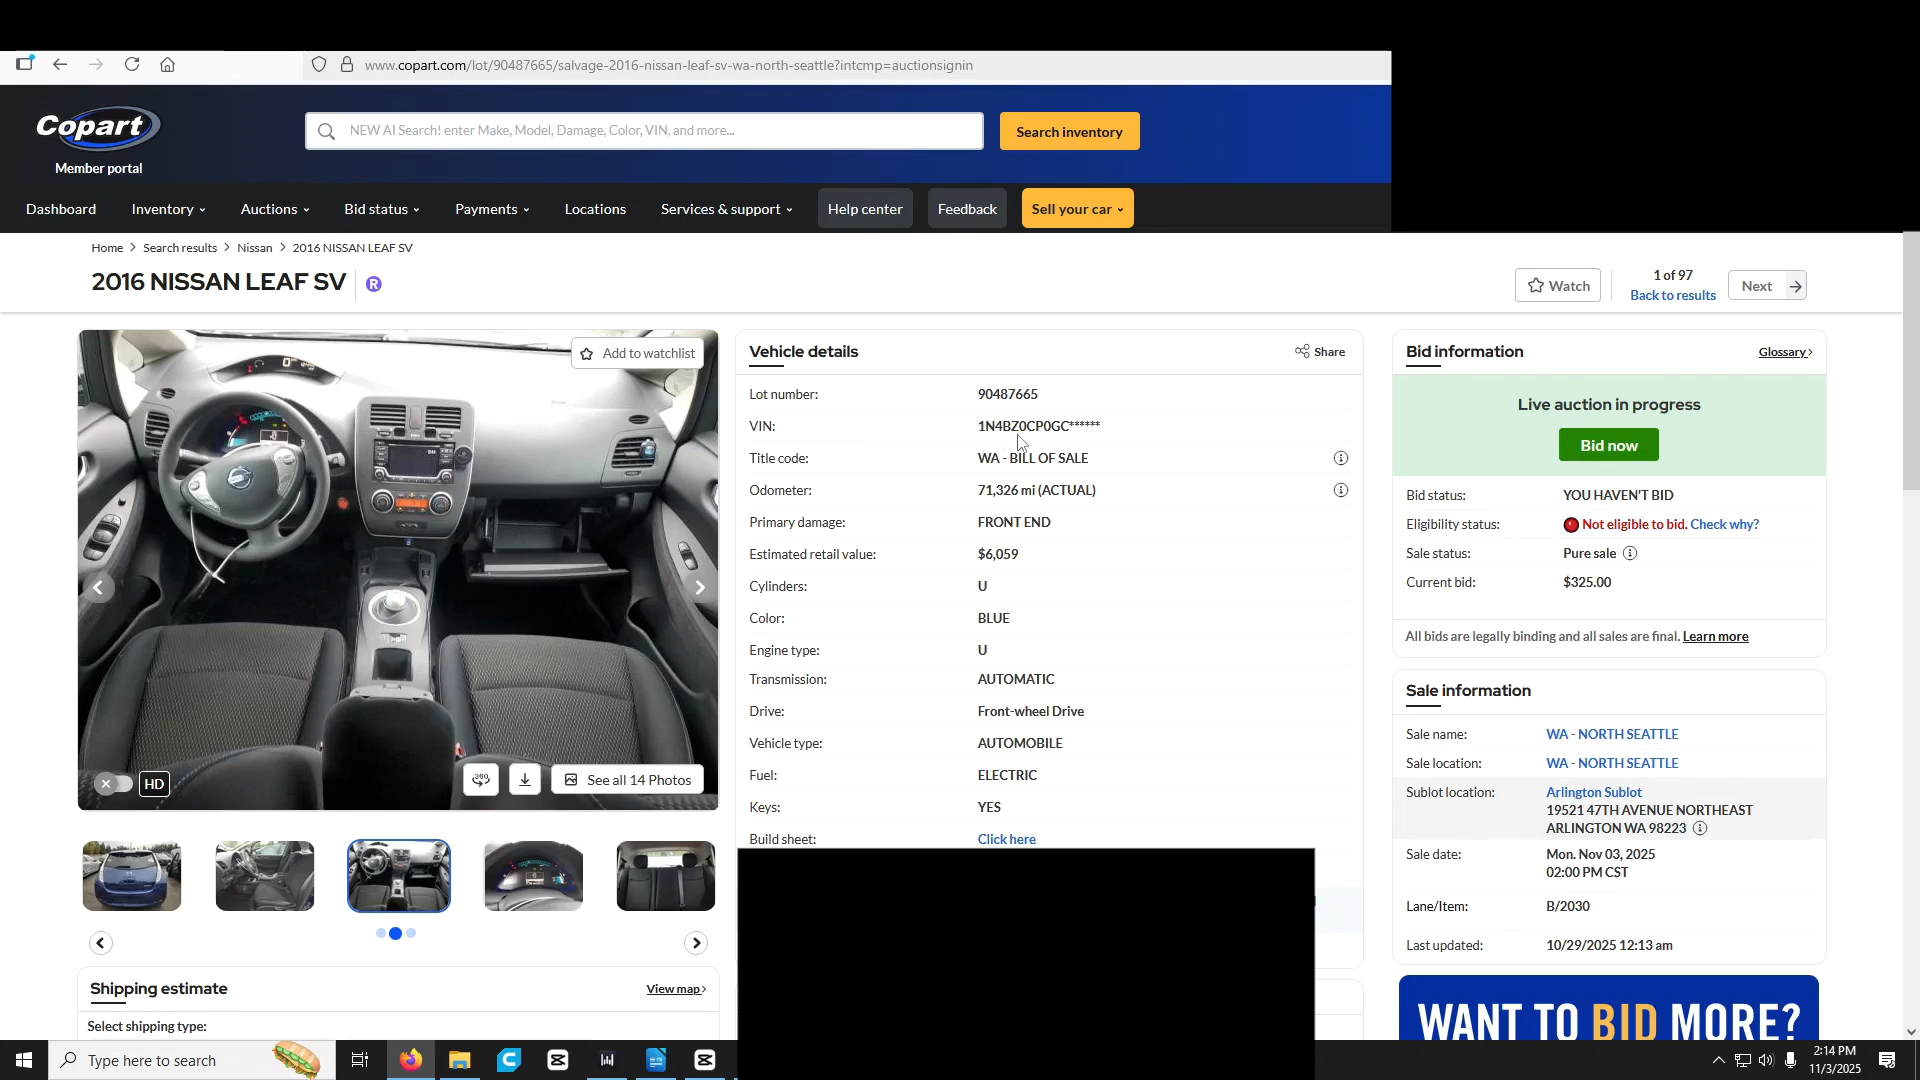 www.copart.com/lot/90487665/salvage-2016-nissan-leaf-sv-wa-north-seattle?intcmp=auctionsignin
Copart
Member portal
NEW AI Search! enter Make, Model, Damage, Color, VIN, and more...
Search inventory
Dashboard
Inventory
Auctions
Bid status
Payments
Locations
Services & support
Help center
Feedback
Sell your car
Home > Search results > Nissan > 2016 NISSAN LEAF SV
2016 NISSAN LEAF SV
R
Watch
1 of 97
Back to results
Next
Add to watchlist
HD
360
See all 14 Photos
Shipping estimate
View map
Select shipping type:
Vehicle details
Share
Lot number: 90487665
VIN: 1N4BZ0CP0GC******
Title code: WA - BILL OF SALE
Odometer: 71,326 mi (ACTUAL)
Primary damage: FRONT END
Estimated retail value: $6,059
Cylinders: U
Color: BLUE
Engine type: U
Transmission: AUTOMATIC
Drive: Front-wheel Drive
Vehicle type: AUTOMOBILE
Fuel: ELECTRIC
Keys: YES
Build sheet: Click here
Bid information
Glossary
Live auction in progress
Bid now
Bid status: YOU HAVEN'T BID
Eligibility status: Not eligible to bid. Check why?
Sale status: Pure sale
Current bid: $325.00
All bids are legally binding and all sales are final. Learn more
Sale information
Sale name: WA - NORTH SEATTLE
Sale location: WA - NORTH SEATTLE
Sublot location: Arlington Sublot
19521 47TH AVENUE NORTHEAST
ARLINGTON WA 98223
Sale date: Mon. Nov 03, 2025
02:00 PM CST
Lane/Item: B/2030
Last updated: 10/29/2025 12:13 am
WANT TO BID MORE?
Type here to search
2:14 PM
11/3/2025